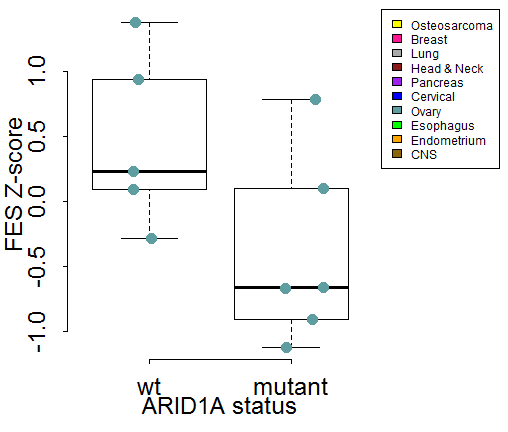 FES Z-score
1.0
0.5
0.0
-0.5
-1.0
wt
mutant
ARID1A status
Osteosarcoma
Breast
Lung
Head & Neck
Pancreas
Cervical
Ovary
Esophagus
Endometrium
CNS